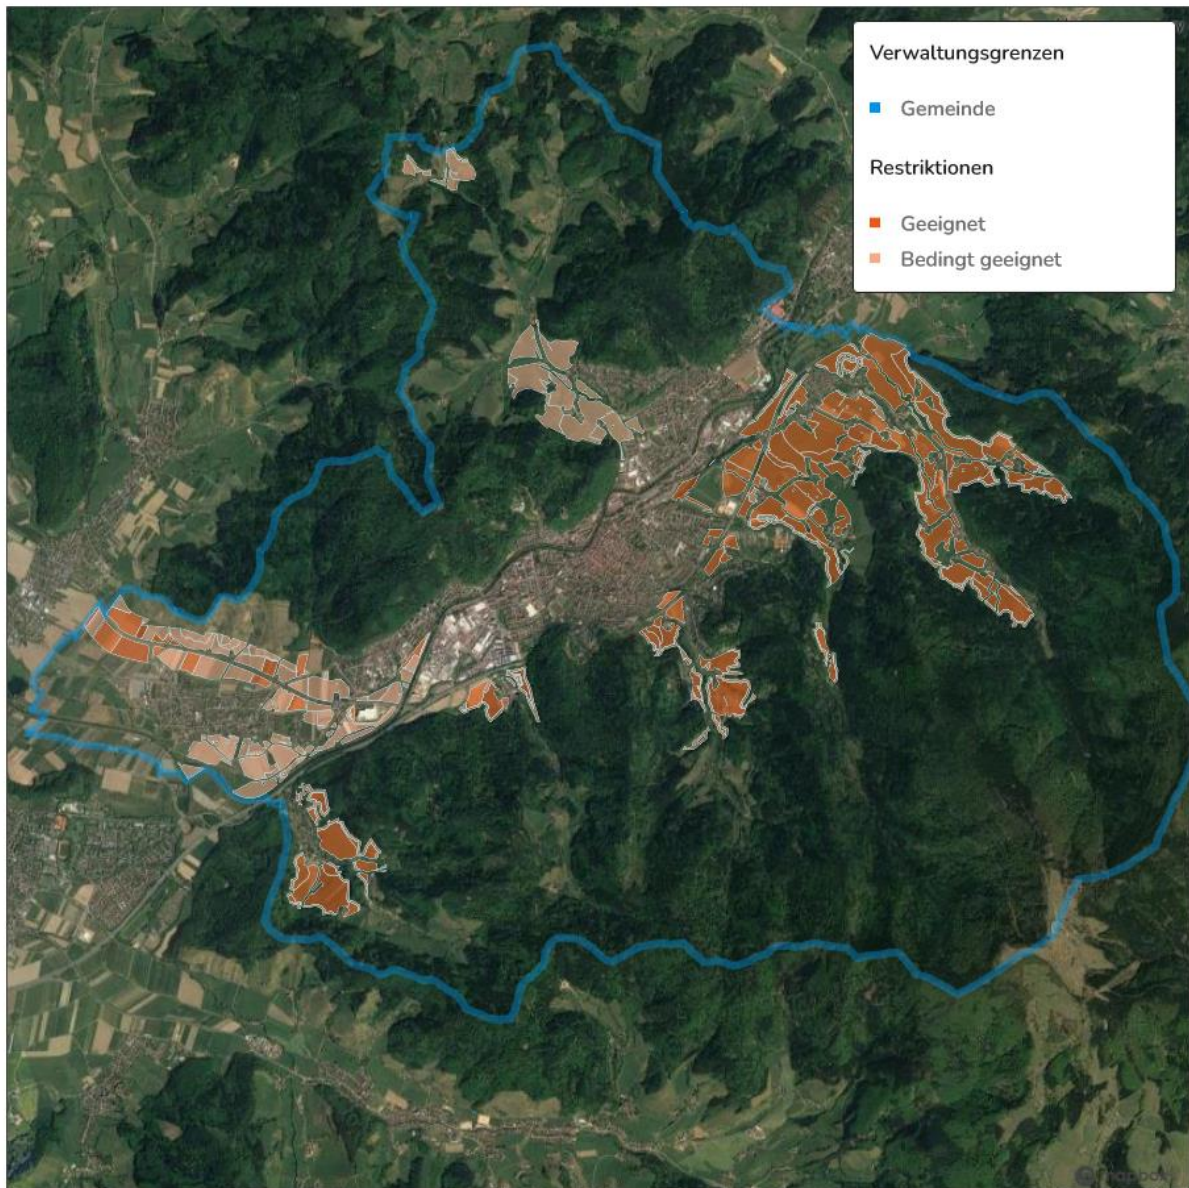 Verwaltungsgrenzen
Gemeinde
Restriktionen
Geeignet
Bedingt geeignet